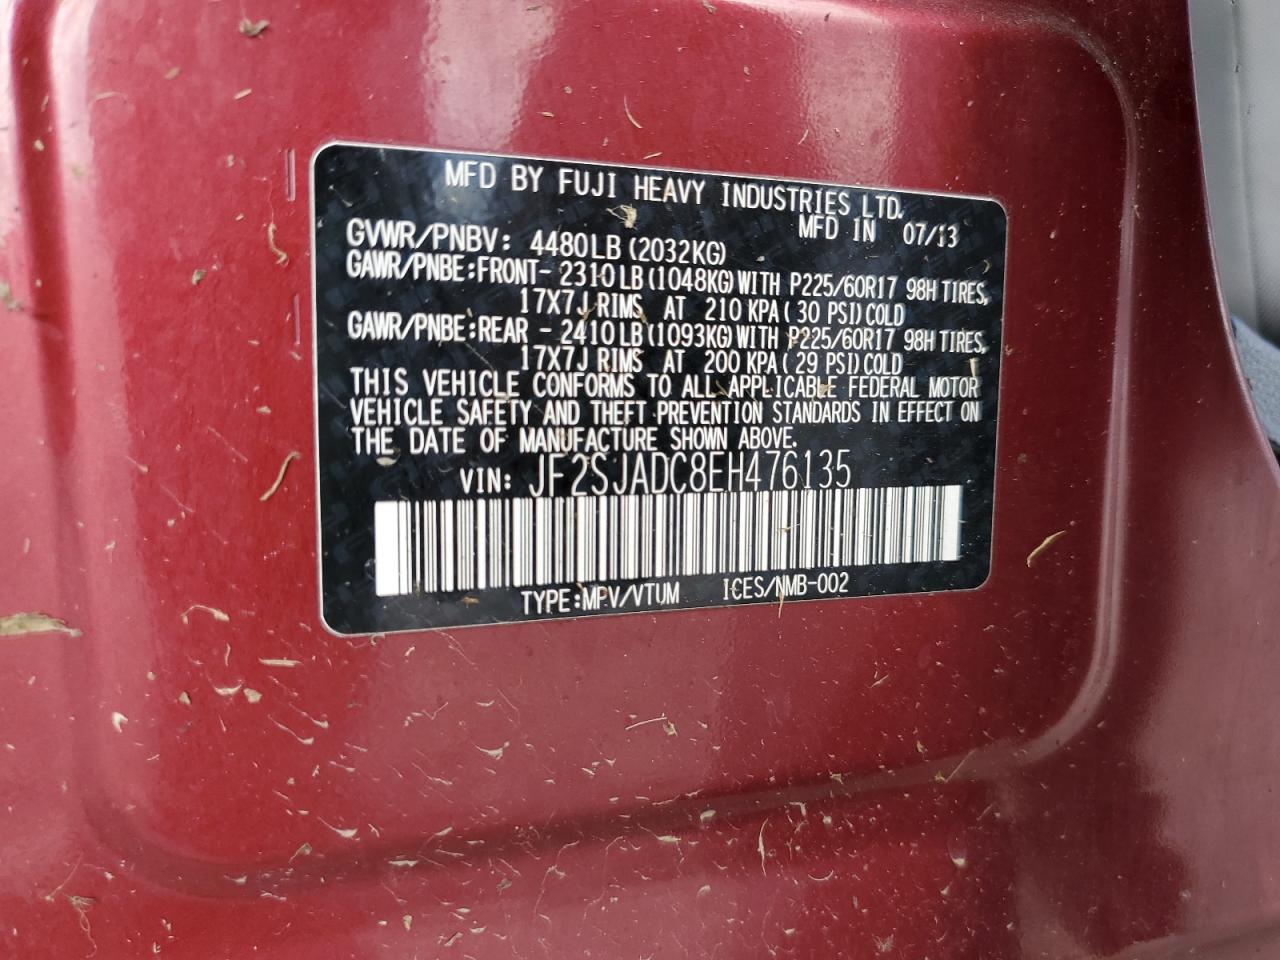 MFD BY FUJI HEAVY INDUSTRIES LTD.
MFD IN 07/13
GVWR/PNBV: 4480LB (2032KG)
GAWR/PNBE:FRONT- 2310LB (1048KG)WITH P225/60R17 98H TIRES,
17X7J RIMS AT 210 KPA ( 30 PSI) COLD
GAWR/PNBE:REAR - 2410LB (1093KG)WITH P225/60R17 98H TIRES,
17X7J RIMS AT 200 KPA ( 29 PSI) COLD
THIS VEHICLE CONFORMS TO ALL APPLICABLE FEDERAL MOTOR
VEHICLE SAFETY AND THEFT PREVENTION STANDARDS IN EFFECT ON
THE DATE OF MANUFACTURE SHOWN ABOVE.
VIN: JF2SJADC8EH476135
TYPE:MPV/VTUM ICES/NMB-002